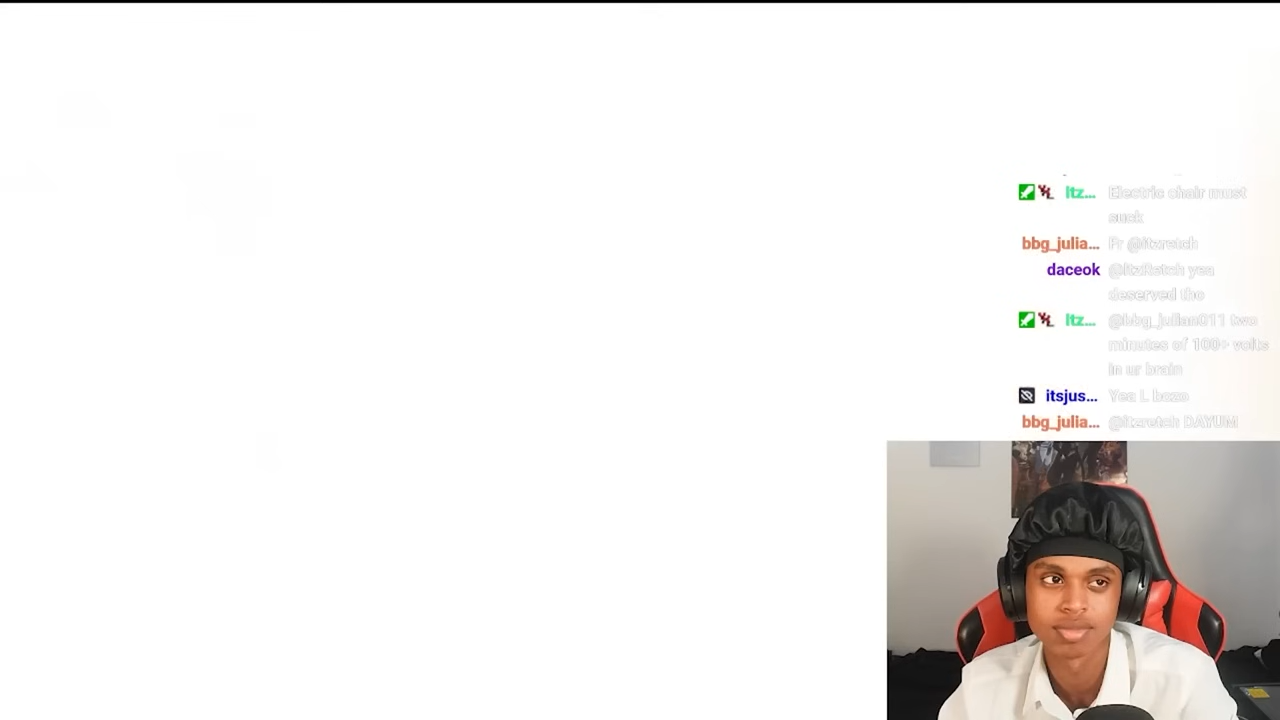 Itz... Electric chair must
suck
bbg_julia... Fr @itzretch
daceok @ItzRetch yea
deserved tho
Itz... @bbg_julian011 two
minutes of 100+ volts
in ur brain
itsjus... Yea L bozo
bbg_julia... @itzretch DAYUM